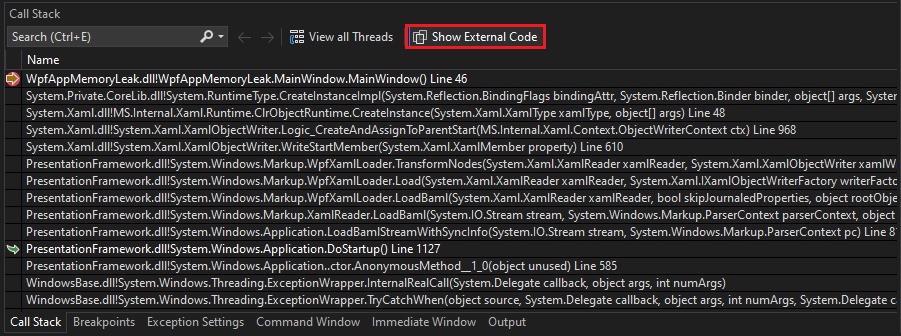 Call Stack
Search (Ctrl+E)
View all Threads
Show External Code
Name
WpfAppMemoryLeak.dll!WpfAppMemoryLeak.MainWindow.MainWindow() Line 46
System.Private.CoreLib.dll!System.RuntimeType.CreateInstanceImpl(System.Reflection.BindingFlags bindingAttr, System.Reflection.Binder binder, object[] args, System
System.Xaml.dll!MS.Internal.Xaml.Runtime.ClrObjectRuntime.CreateInstance(System.Xaml.XamlType xamlType, object[] args) Line 48
System.Xaml.dll!System.Xaml.XamlObjectWriter.Logic_CreateAndAssignToParentStart(MS.Internal.Xaml.Context.ObjectWriterContext ctx) Line 968
System.Xaml.dll!System.Xaml.XamlObjectWriter.WriteStartMember(System.Xaml.XamlMember property) Line 610
PresentationFramework.dll!System.Windows.Markup.WpfXamlLoader.TransformNodes(System.Xaml.XamlReader xamlReader, System.Xaml.XamlObjectWriter xamlW
PresentationFramework.dll!System.Windows.Markup.WpfXamlLoader.Load(System.Xaml.XamlReader xamlReader, System.Xaml.IXamlObjectWriterFactory writerFacto
PresentationFramework.dll!System.Windows.Markup.WpfXamlLoader.LoadBaml(System.Xaml.XamlReader xamlReader, bool skipJournaledProperties, object rootObje
PresentationFramework.dll!System.Windows.Markup.XamlReader.LoadBaml(System.IO.Stream stream, System.Windows.Markup.ParserContext parserContext, object
PresentationFramework.dll!System.Windows.Application.LoadBamlStreamWithSyncInfo(System.IO.Stream stream, System.Windows.Markup.ParserContext pc) Line 8
PresentationFramework.dll!System.Windows.Application.DoStartup() Line 1127
PresentationFramework.dll!System.Windows.Application..ctor.AnonymousMethod__1_0(object unused) Line 585
WindowsBase.dll!System.Windows.Threading.ExceptionWrapper.InternalRealCall(System.Delegate callback, object args, int numArgs)
WindowsBase.dll!System.Windows.Threading.ExceptionWrapper.TryCatchWhen(object source, System.Delegate callback, object args, int numArgs, System.Delegate c
Call Stack
Breakpoints
Exception Settings
Command Window
Immediate Window
Output